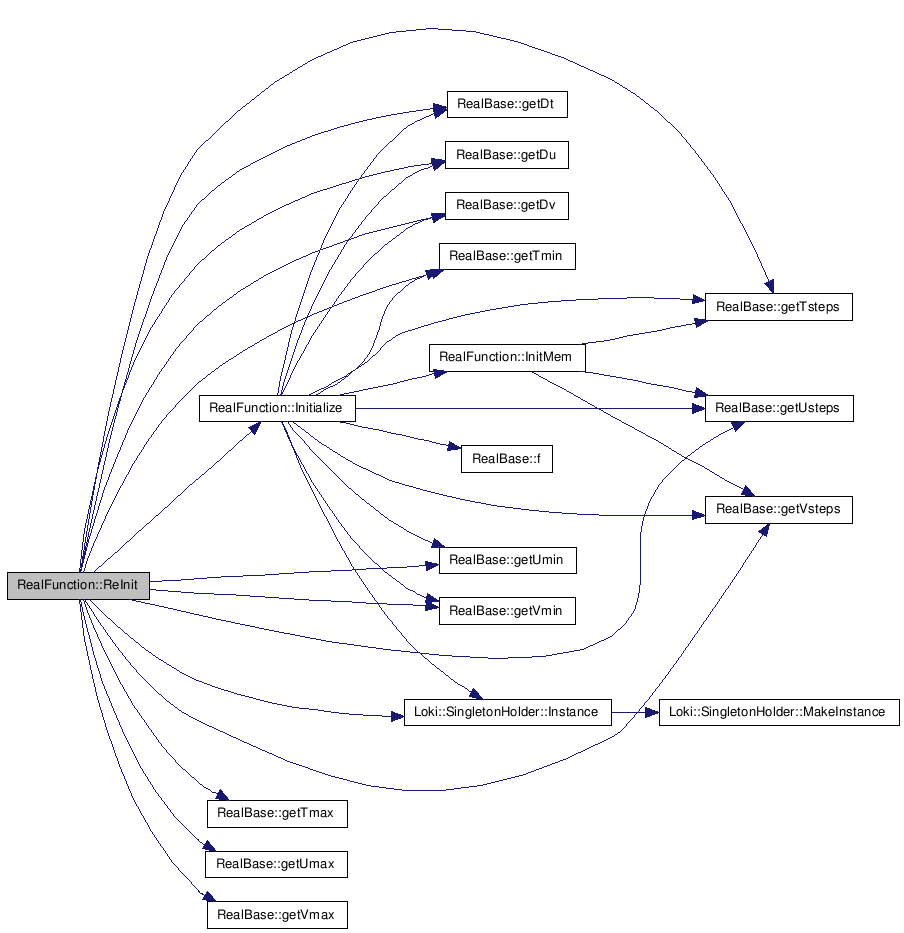 RealBase::getDt
RealBase::getDu
RealBase::getDv
RealBase::getTmin
RealBase::getTsteps
RealFunction::InitMem
RealFunction::Initialize
RealBase::getUsteps
RealBase::f
RealBase::getVsteps
RealBase::getUmin
RealFunction::ReInit
RealBase::getVmin
Loki::SingletonHolder::Instance
Loki::SingletonHolder::MakeInstance
RealBase::getTmax
RealBase::getUmax
RealBase::getVmax